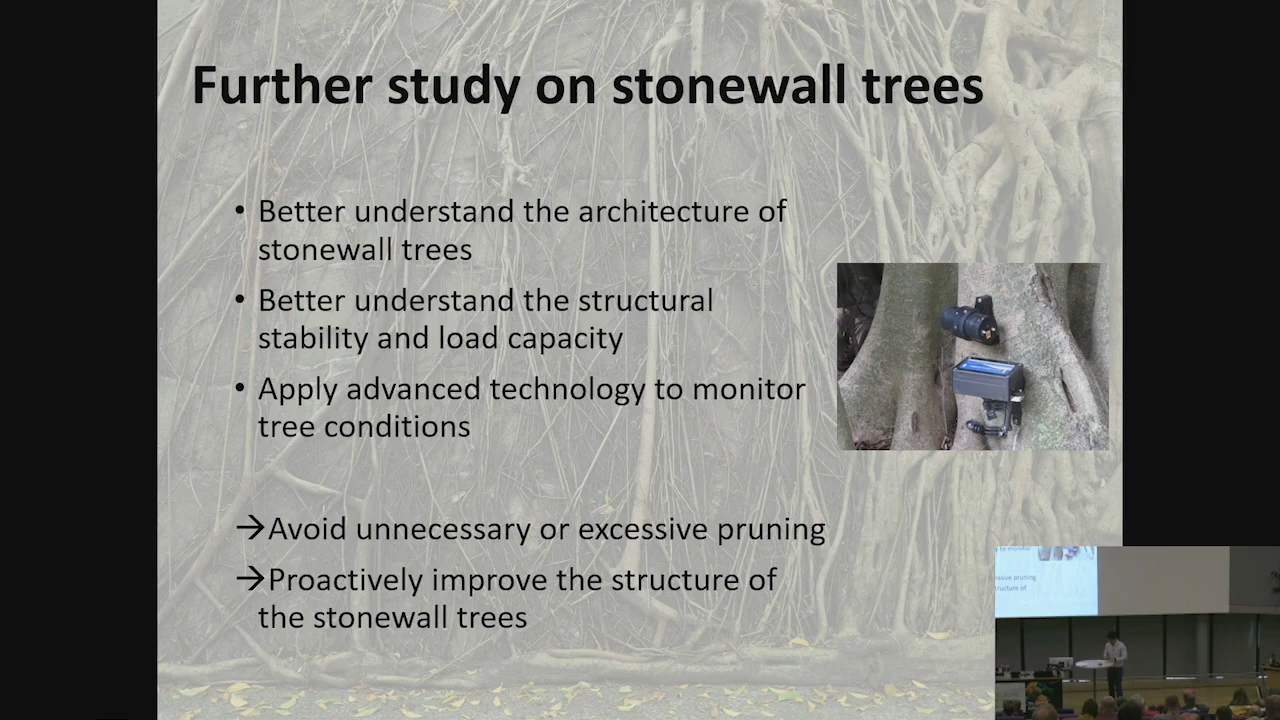 Further study on stonewall trees
• Better understand the architecture of
stonewall trees
• Better understand the structural
stability and load capacity
• Apply advanced technology to monitor
tree conditions
→Avoid unnecessary or excessive pruning
→Proactively improve the structure of
the stonewall trees